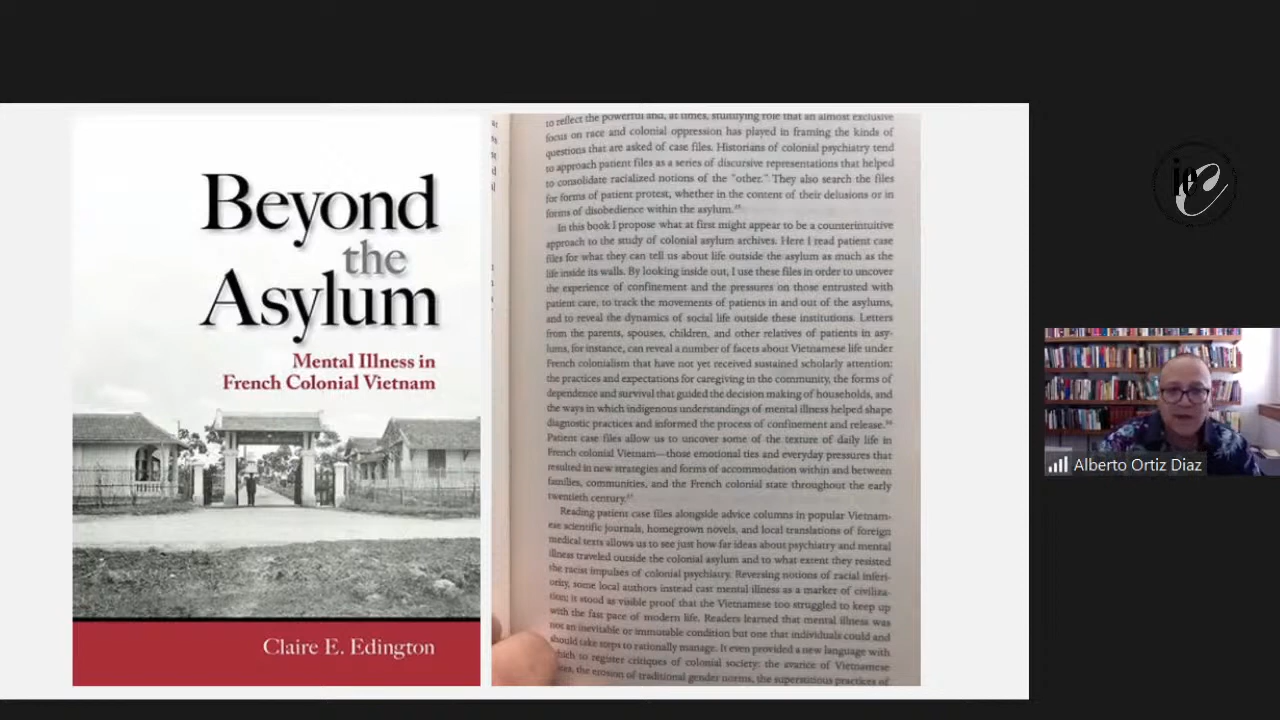 Beyond
the
Asylum
Mental Illness in
French Colonial Vietnam
Claire E. Edington
to reflect the powerful and, at times, stultifying role that an almost exclusive
focus on race and colonial oppression has played in framing the kinds of
questions that are asked of case files. Historians of colonial psychiatry tend
to approach patient files as a series of discursive representations that helped
to consolidate racialized notions of the "other." They also search the files
for forms of patient protest, whether in the content of their delusions or in
forms of disobedience within the asylum.
In this book I propose what at first might appear to be a counterintuitive
approach to the study of colonial asylum archives. Here I read patient case
files for what they can tell us about life outside the asylum as much as the
life inside its walls. By looking inside out, I use these files in order to uncover
the experience of confinement and the pressures on those entrusted with
patient care, to track the movements of patients in and out of the asylums,
and to reveal the dynamics of social life outside these institutions. Letters
from the parents, spouses, children, and other relatives of patients in asy-
lums, for instance, can reveal a number of facets about Vietnamese life under
French colonialism that have not yet received sustained scholarly attention:
the practices and expectations for caregiving in the community, the forms of
dependence and survival that guided the decision making of households, and
the ways in which indigenous understandings of mental illness helped shape
diagnostic practices and informed the process of confinement and release.
Patient case files allow us to uncover some of the texture of daily life in
French colonial Vietnam—those emotional ties and everyday pressures that
resulted in new strategies and forms of accommodation within and between
families, communities, and the French colonial state throughout the early
twentieth century.
Reading patient case files alongside advice columns in popular Vietnam-
ese scientific journals, homegrown novels, and local translations of foreign
medical texts allows us to see just how far ideas about psychiatry and mental
illness traveled outside the colonial asylum and to what extent they resisted
the racist impulses of colonial psychiatry. Reversing notions of racial inferi-
ority, some local authors instead cast mental illness as a marker of civiliza-
tion; it stood as visible proof that the Vietnamese too struggled to keep up
with the fast pace of modern life. Readers learned that mental illness was
not an inevitable or immutable condition but one that individuals could and
should take steps to rationally manage. It even provided a new language with
which to register critiques of colonial society: the avarice of Vietnamese
the erosion of traditional gender norms, the superstitious practices of
ieC
Alberto Ortiz Diaz